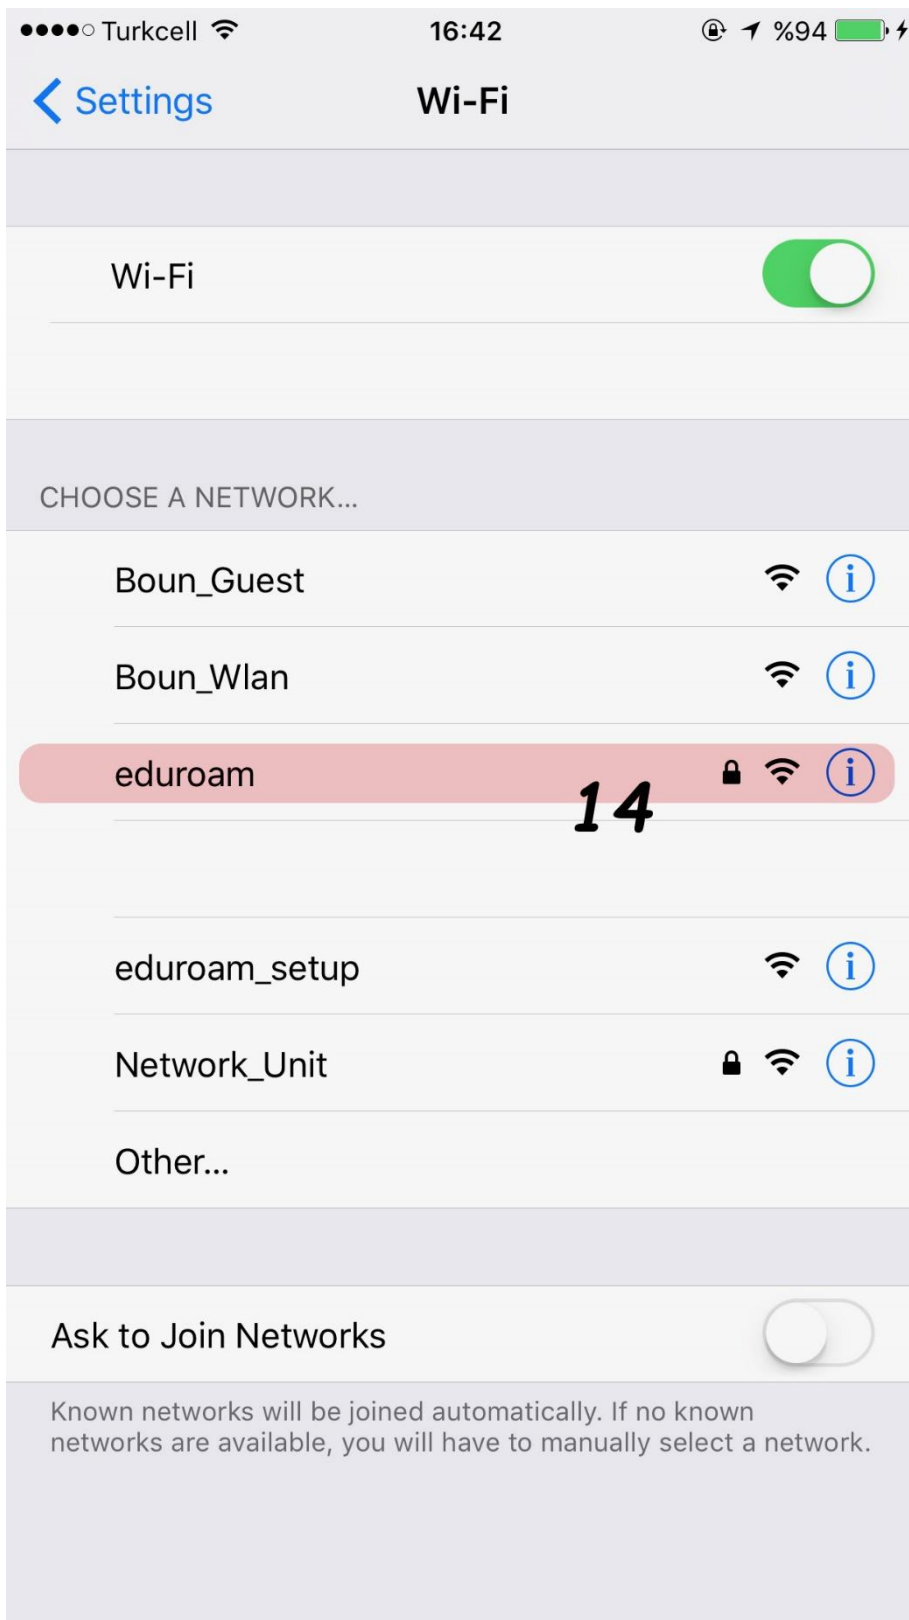 Turkcell 16:42 %94
Settings Wi-Fi
Wi-Fi
CHOOSE A NETWORK...
Boun_Guest
Boun_Wlan
eduroam
14
eduroam_setup
Network_Unit
Other...
Ask to Join Networks
Known networks will be joined automatically. If no known
networks are available, you will have to manually select a network.